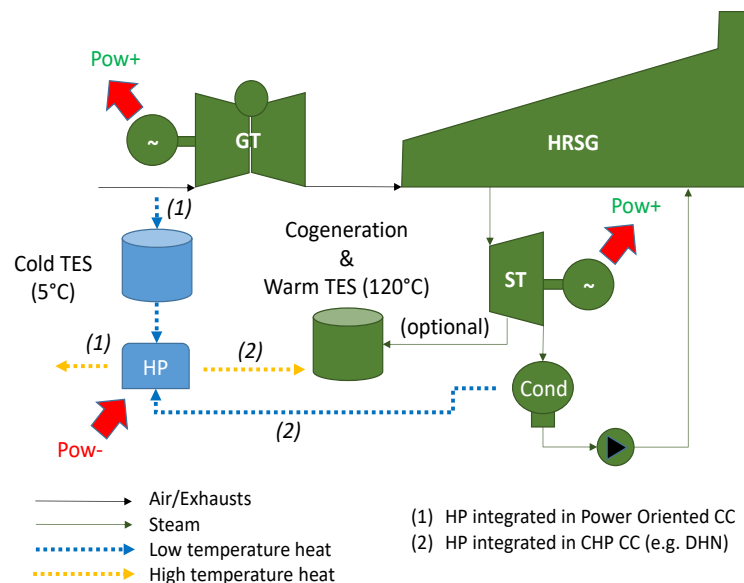 Pow+
~
GT
HRSG
(1)
Cold TES
(5°C)
Cogeneration
&
Warm TES (120°C)
Pow+
ST
~
(optional)
(1)
HP
(2)
Cond
(2)
Pow-
Air/Exhausts
Steam
Low temperature heat
High temperature heat
(1) HP integrated in Power Oriented CC
(2) HP integrated in CHP CC (e.g. DHN)